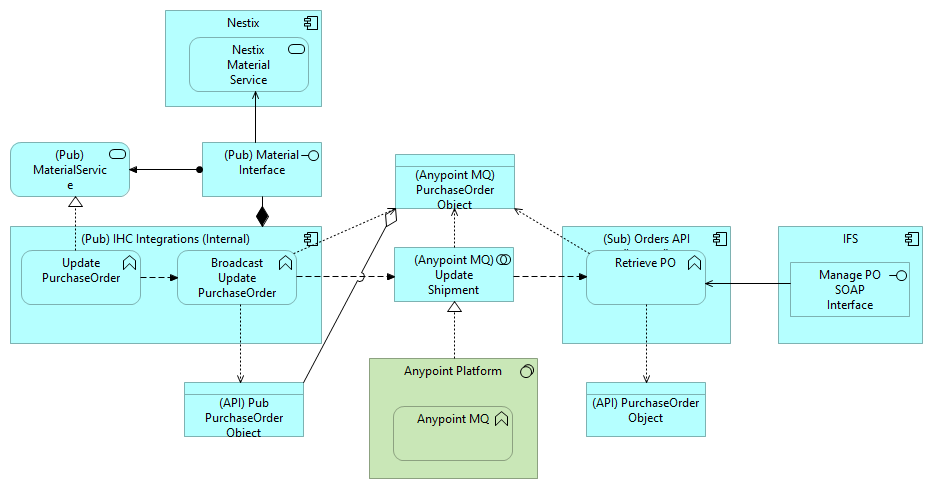 Nestix
Nestix
Material
Service
(Pub)
MaterialServic
e
(Pub) Material
Interface
(Anypoint MQ)
PurchaseOrder
Object
(Pub) IHC Integrations (Internal)
Update
PurchaseOrder
Broadcast
Update
PurchaseOrder
(Anypoint MQ)
Update
Shipment
(Sub) Orders API
Retrieve PO
IFS
Manage PO
SOAP
Interface
(API) Pub
PurchaseOrder
Object
Anypoint Platform
Anypoint MQ
(API) PurchaseOrder
Object